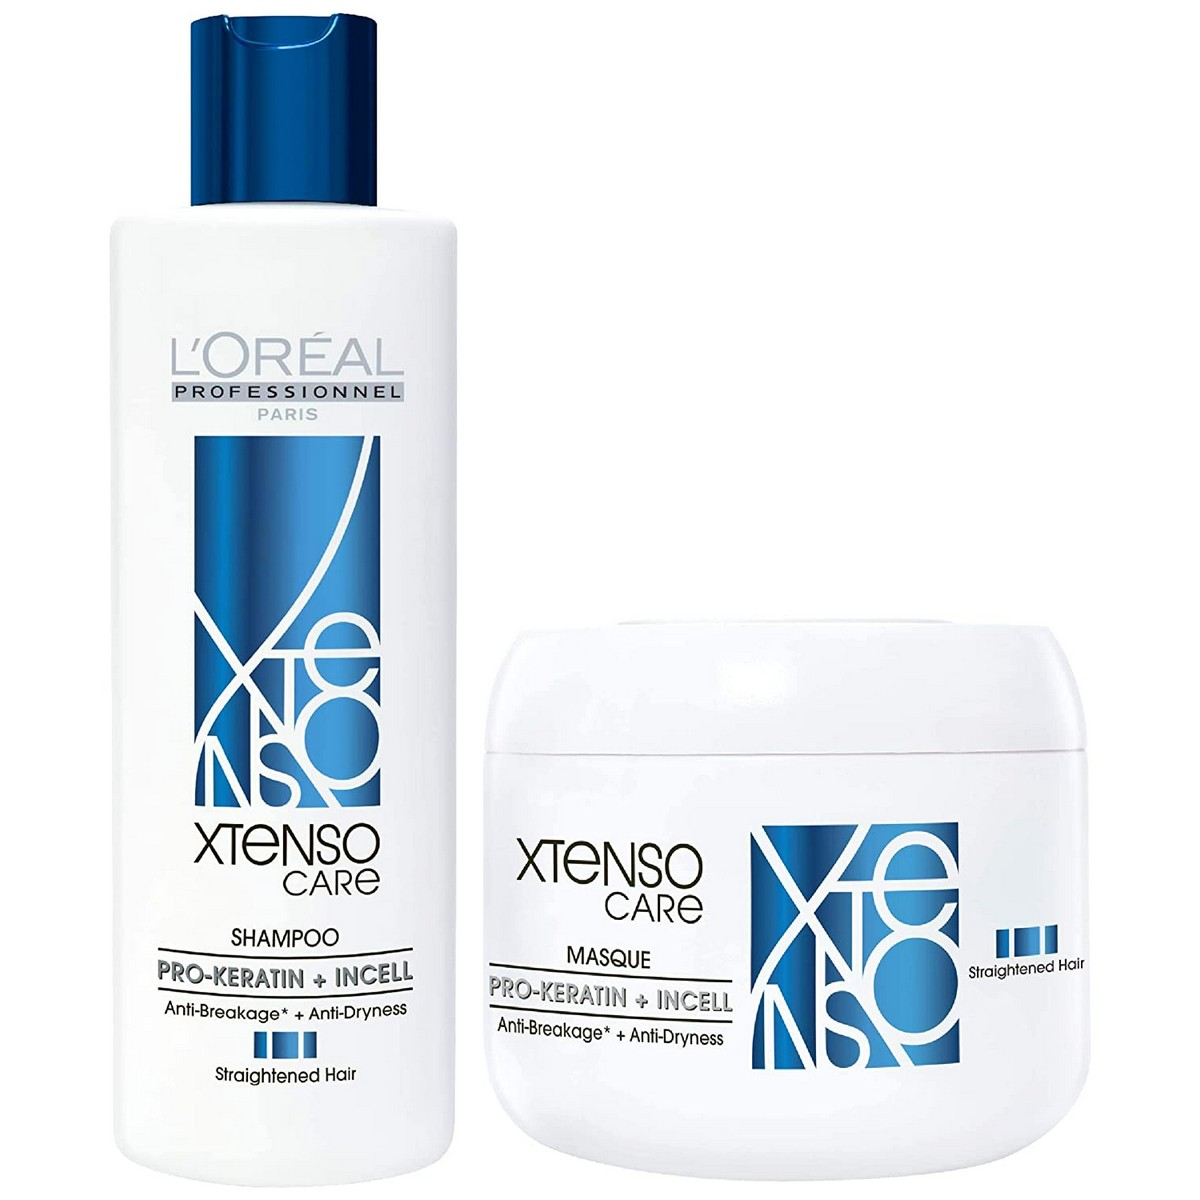 L'ORÉAL
PROFESSIONNEL
PARIS
XTENSO
XTENSO
CARE
SHAMPOO
PRO-KERATIN + INCELL
Anti-Breakage* + Anti-Dryness
Straightened Hair
XTENSO
CARE
MASQUE
PRO-KERATIN + INCELL
Anti-Breakage* + Anti-Dryness
XTENSO
Straightened Hair